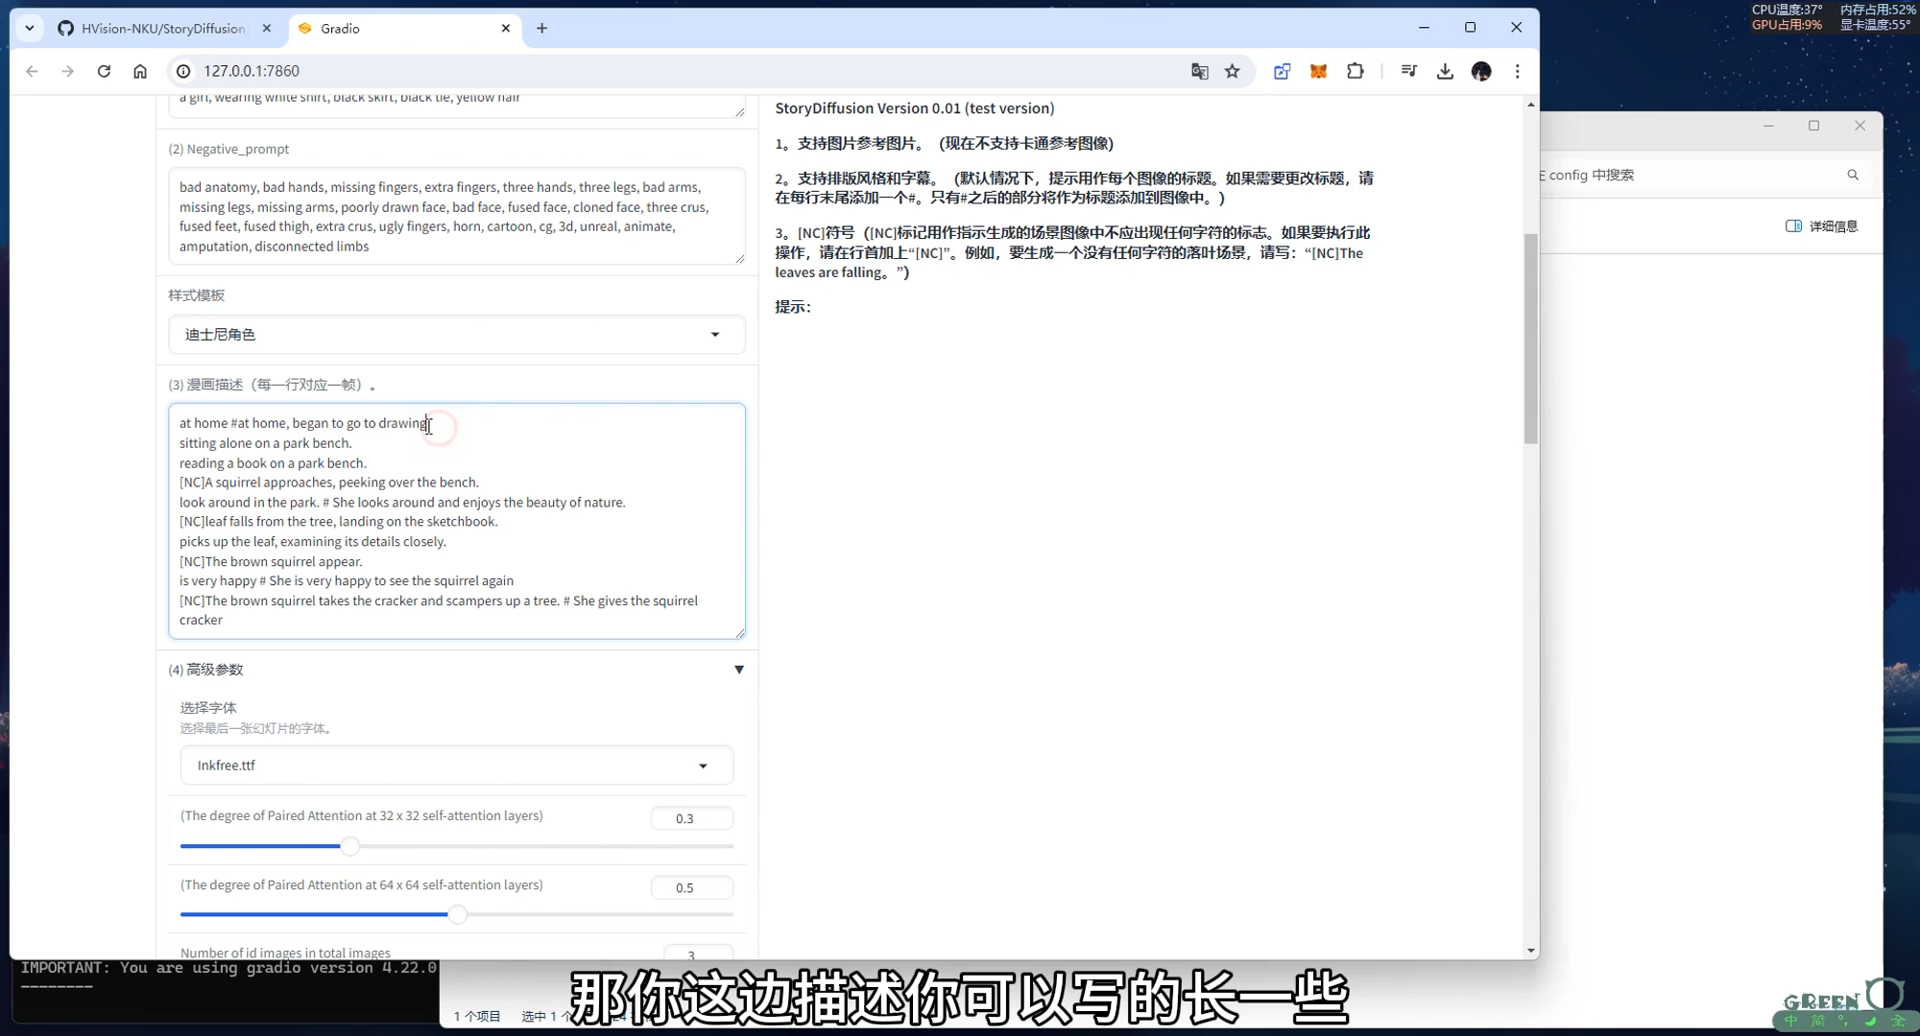 CPU温度:37° 内存占用:52%
GPU占用:9% 显卡温度:55°
HVision-NKU/StoryDiffusion
Gradio
127.0.0.1:7860
a girl, wearing white shirt, black skirt, black tie, yellow hair
(2) Negative_prompt
bad anatomy, bad hands, missing fingers, extra fingers, three hands, three legs, bad arms,
missing legs, missing arms, poorly drawn face, bad face, fused face, cloned face, three crus,
fused feet, fused thigh, extra crus, ugly fingers, horn, cartoon, cg, 3d, unreal, animate,
amputation, disconnected limbs
样式模板
迪士尼角色
(3) 漫画描述（每一行对应一帧）。
at home #at home, began to go to drawing
sitting alone on a park bench.
reading a book on a park bench.
[NC]A squirrel approaches, peeking over the bench.
look around in the park. # She looks around and enjoys the beauty of nature.
[NC]leaf falls from the tree, landing on the sketchbook.
picks up the leaf, examining its details closely.
[NC]The brown squirrel appear.
is very happy # She is very happy to see the squirrel again
[NC]The brown squirrel takes the cracker and scampers up a tree. # She gives the squirrel
cracker
(4) 高级参数
选择字体
选择最后一张幻灯片的字体。
Inkfree.ttf
(The degree of Paired Attention at 32 x 32 self-attention layers)
0.3
(The degree of Paired Attention at 64 x 64 self-attention layers)
0.5
Number of id images in total images
3
StoryDiffusion Version 0.01 (test version)
1。支持图片参考图片。 (现在不支持卡通参考图像)
2。支持排版风格和字幕。（默认情况下，提示用作每个图像的标题。如果需要更改标题，请
在每行末尾添加一个#。只有#之后的部分将作为标题添加到图像中。)
3。[NC]符号（[NC]标记用作指示生成的场景图像中不应出现任何字符的标志。如果要执行此
操作，请在行首加上“[NC]”。例如，要生成一个没有任何字符的落叶场景，请写：“[NC]The
leaves are falling。”)
提示：
config 中搜索
详细信息
IMPORTANT: You are using gradio version 4.22.0
--------
1 个项目 选中 1 个
那你这边描述你可以写的长一些
GREEN
中 简 全